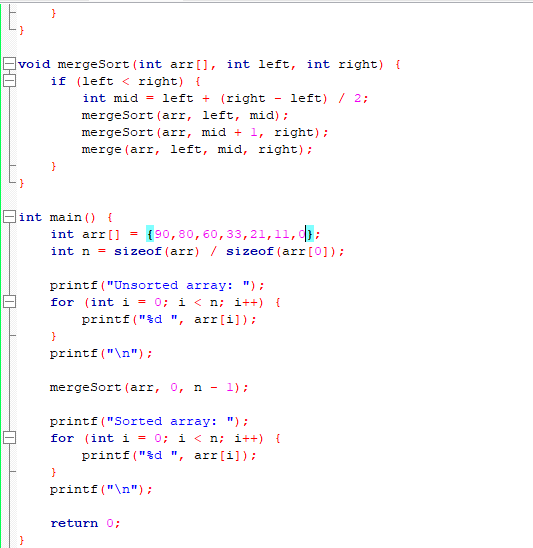 }
}
void mergeSort(int arr[], int left, int right) {
    if (left < right) {
        int mid = left + (right - left) / 2;
        mergeSort(arr, left, mid);
        mergeSort(arr, mid + 1, right);
        merge(arr, left, mid, right);
    }
}
int main() {
    int arr[] = {90,80,60,33,21,11,0};
    int n = sizeof(arr) / sizeof(arr[0]);
    printf("Unsorted array: ");
    for (int i = 0; i < n; i++) {
        printf("%d ", arr[i]);
    }
    printf("\n");
    mergeSort(arr, 0, n - 1);
    printf("Sorted array: ");
    for (int i = 0; i < n; i++) {
        printf("%d ", arr[i]);
    }
    printf("\n");
    return 0;
}